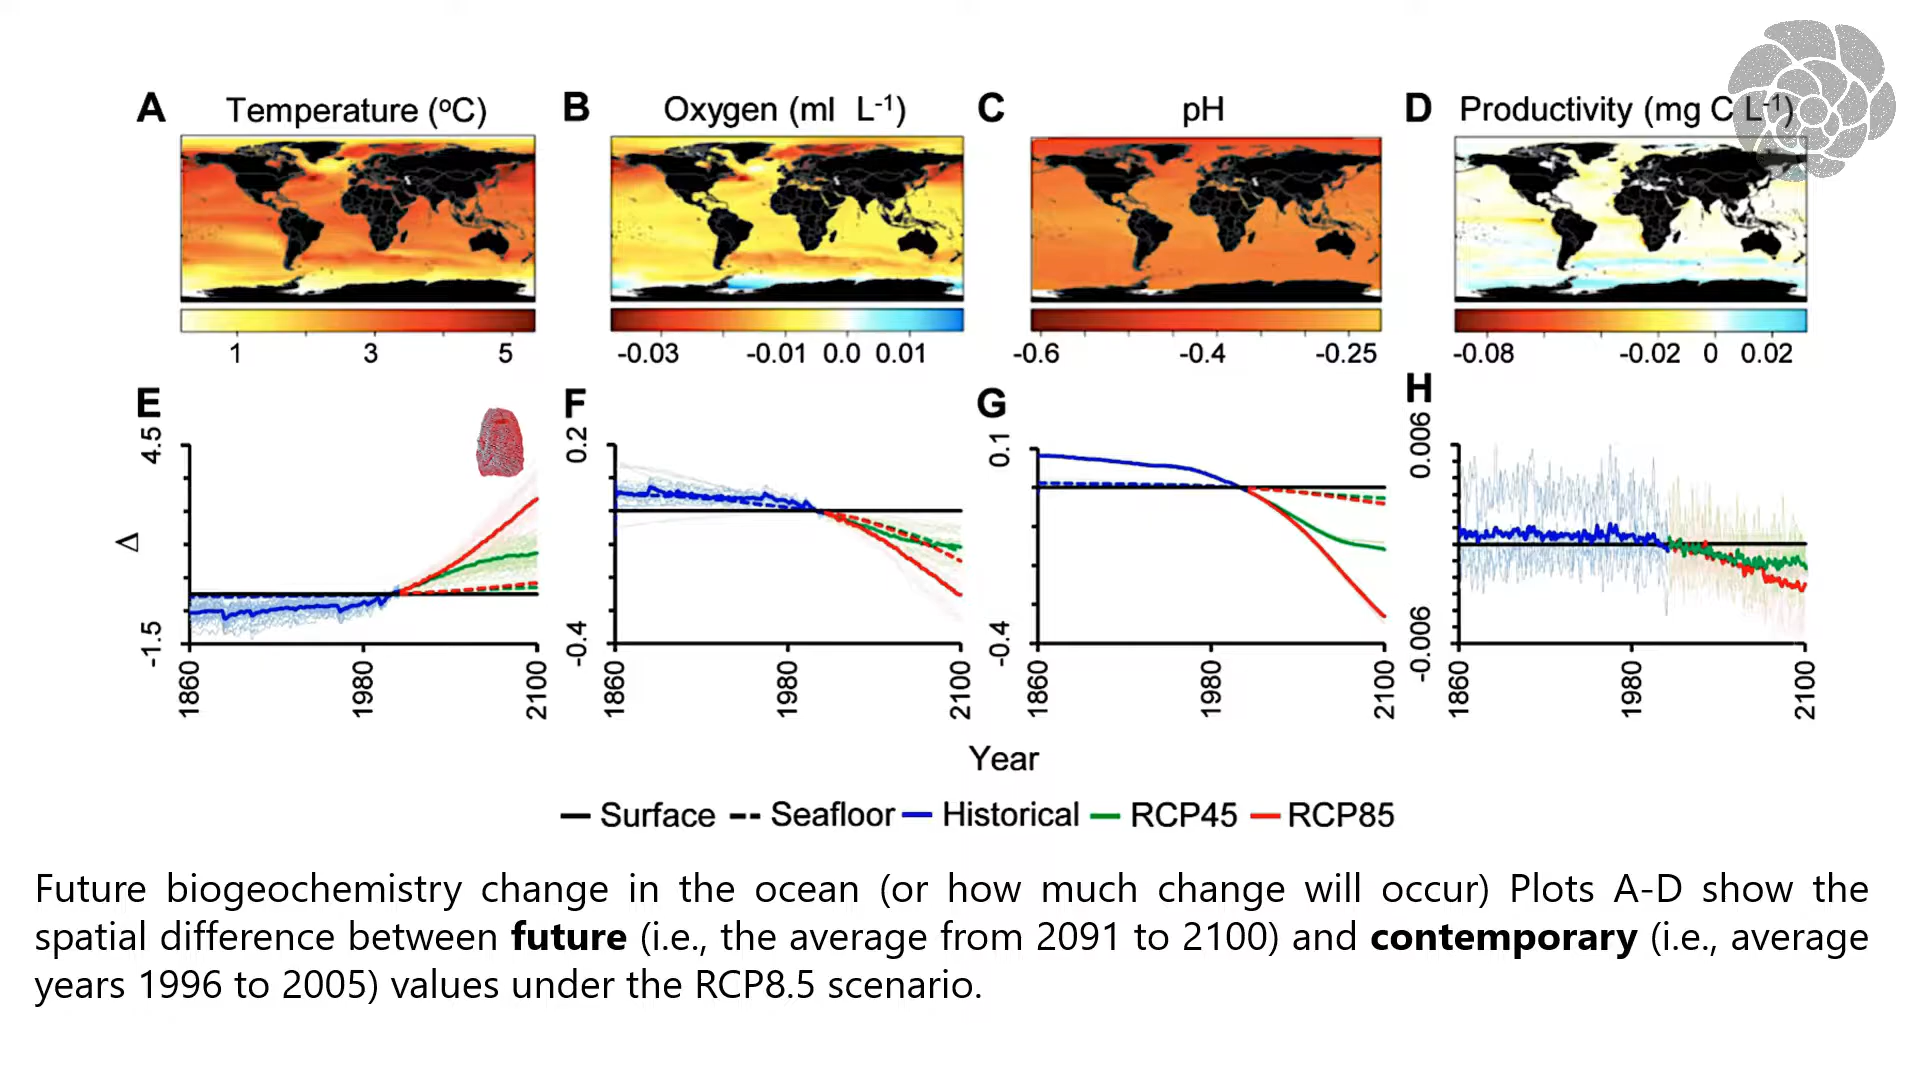 A Temperature (ºC)
B Oxygen (ml L-1)
C pH
D Productivity (mg C L-1)
1 3 5
-0.03 -0.01 0.0 0.01
-0.6 -0.4 -0.25
-0.08 -0.02 0 0.02
E
F
G
H
Δ
4.5
-1.5
1860 1980 2100
0.2
-0.4
1860 1980 2100
0.1
-0.4
1860 1980 2100
0.006
-0.006
1860 1980 2100
Year
Surface Seafloor Historical RCP45 RCP85
Future biogeochemistry change in the ocean (or how much change will occur) Plots A-D show the
spatial difference between future (i.e., the average from 2091 to 2100) and contemporary (i.e., average
years 1996 to 2005) values under the RCP8.5 scenario.